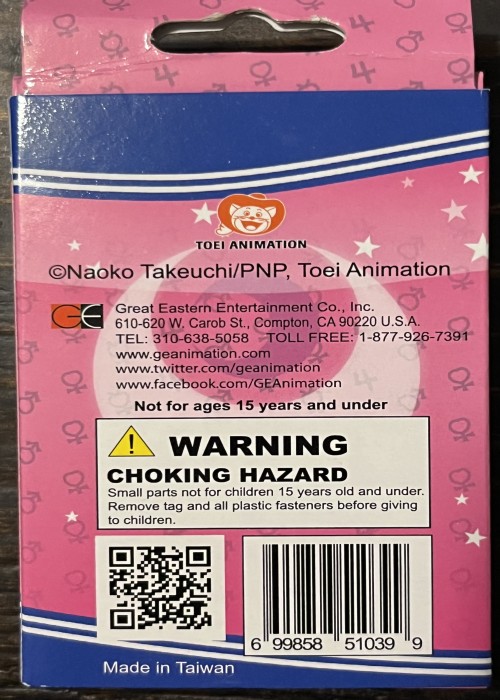 TOEI ANIMATION
©Naoko Takeuchi/PNP, Toei Animation
GE
Great Eastern Entertainment Co., Inc.
610-620 W. Carob St., Compton, CA 90220 U.S.A.
TEL: 310-638-5058 TOLL FREE: 1-877-926-7391
www.geanimation.com
www.twitter.com/geanimation
www.facebook.com/GEAnimation
Not for ages 15 years and under
WARNING
CHOKING HAZARD
Small parts not for children 15 years old and under.
Remove tag and all plastic fasteners before giving
to children.
6 99858 51039 9
Made in Taiwan